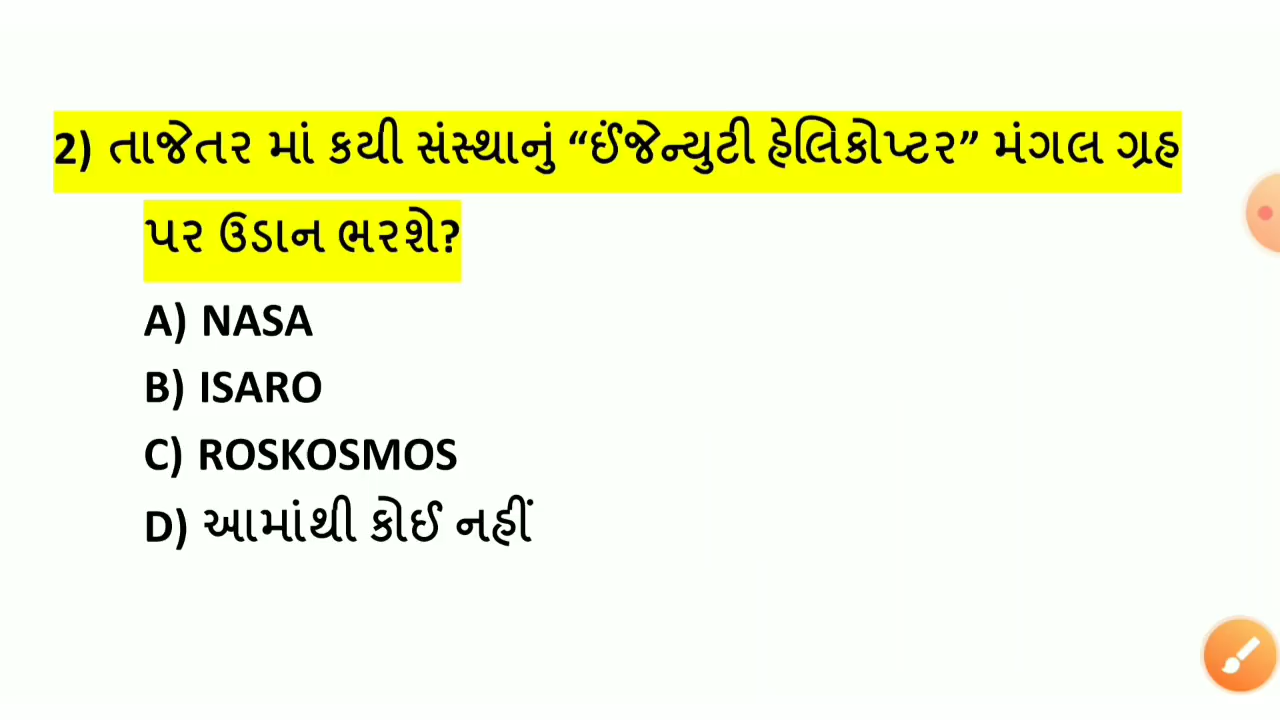 2) તાજેતર માં કયી સંસ્થાનું “ઈંજેન્યુટી હેલિકોપ્ટર” મંગલ ગ્રહ
પર ઉડાન ભરશે?
A) NASA
B) ISARO
C) ROSKOSMOS
D) આમાંથી કોઈ નહીં